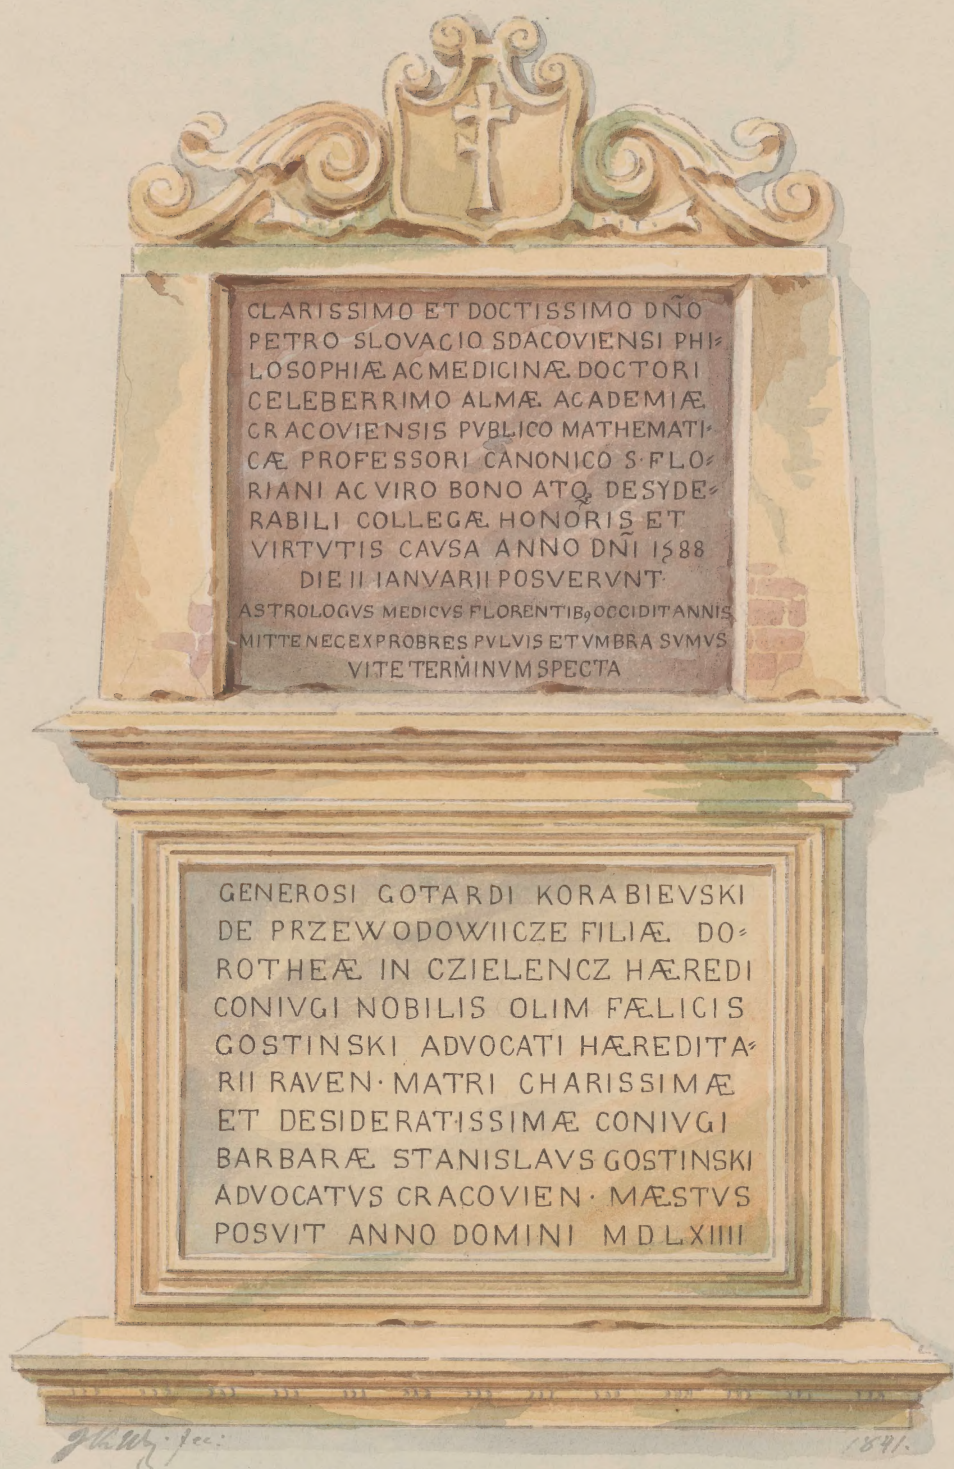 CLARISSIMO ET DOCTISSIMO DÑO
PETRO SLOVACIO SDACOVIENSI PHI⸗
LOSOPHIÆ AC MEDICINÆ DOCTORI
CELEBERRIMO ALMÆ ACADEMIÆ
CRACOVIENSIS PVBLICO MATHEMATI⸗
CÆ PROFESSORI CANONICO S·FLO⸗
RIANI AC VIRO BONO ATQ DESYDE⸗
RABILI COLLEGÆ HONORIS ET
VIRTVTIS CAVSA ANNO DÑI 1588
DIE II IANVARII POSVERVNT·
ASTROLOGVS MEDICVS FLORENTIB9 OCCIDIT ANNIS
MITTE NEC EXPROBRES PVLVIS ET VMBRA SVMVS
VITE TERMINVM SPECTA
GENEROSI GOTARDI KORABIEVSKI
DE PRZEWODOWIICZE FILIÆ DO⸗
ROTHEÆ IN CZIELENCZ HÆREDI
CONIVGI NOBILIS OLIM FÆLICIS
GOSTINSKI ADVOCATI HÆREDITA⸗
RII RAVEN· MATRI CHARISSIMÆ
ET DESIDERATISSIMÆ CONIVGI
BARBARÆ STANISLAVS GOSTINSKI
ADVOCATVS CRACOVIEN· MÆSTVS
POSVIT ANNO DOMINI MDLXIIII
fec:
1841.